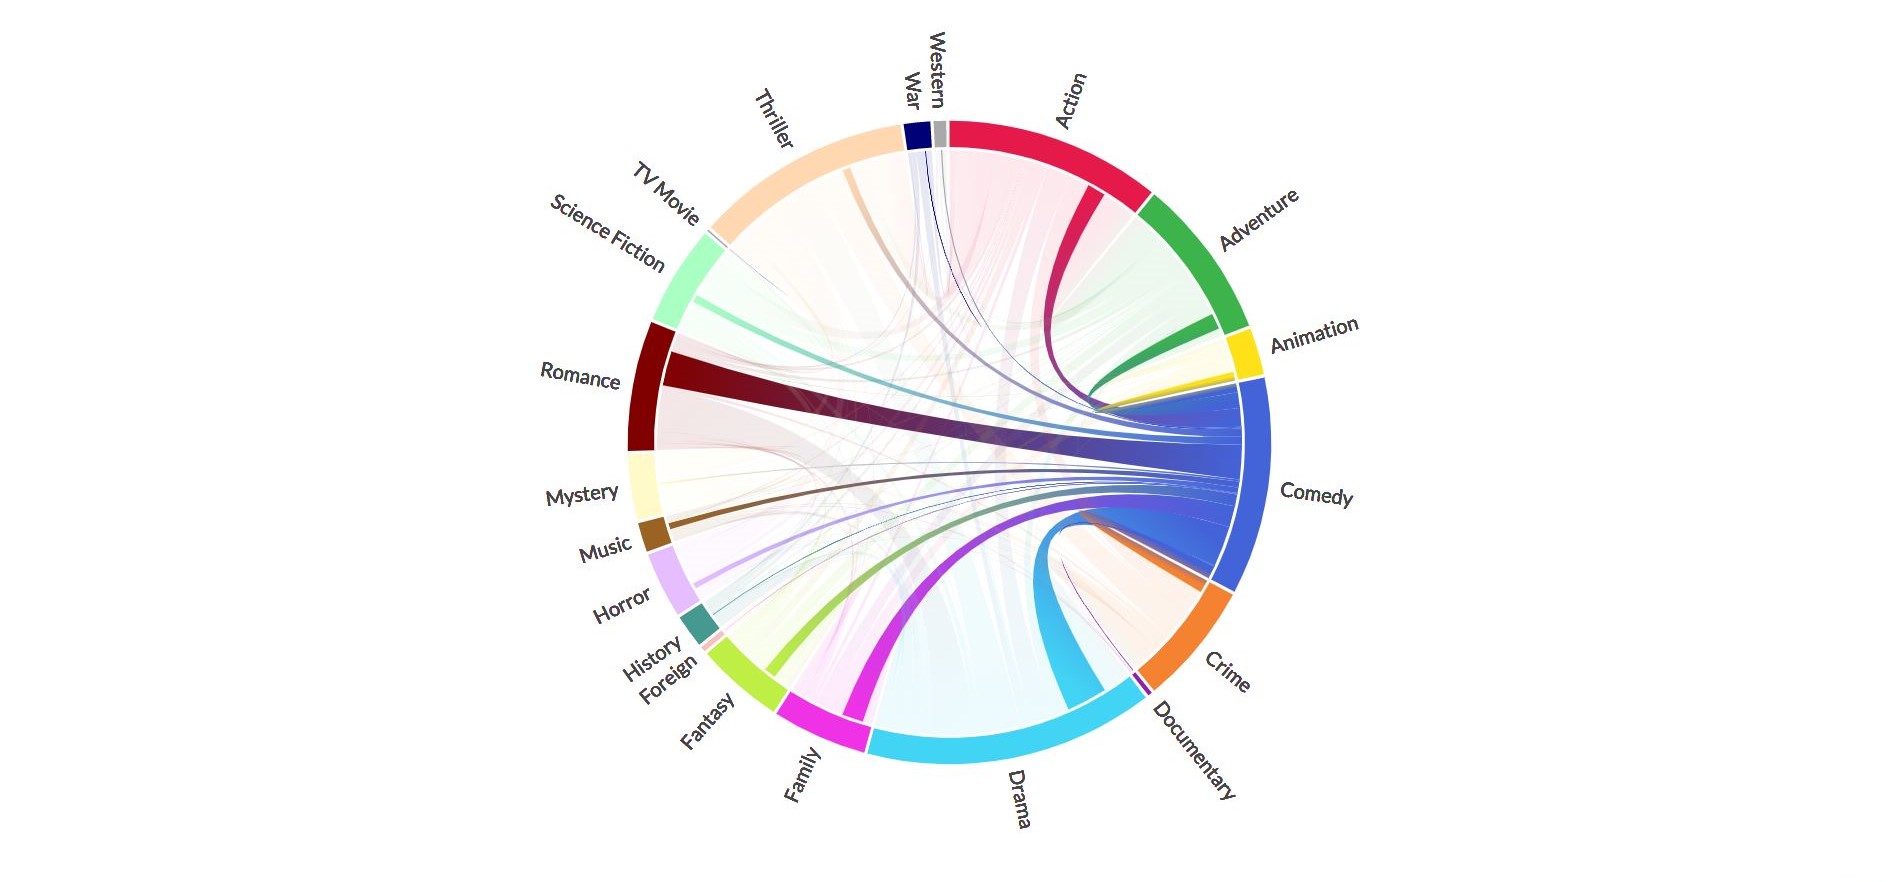 Western
War
Action
Thriller
Adventure
TV Movie
Science Fiction
Animation
Romance
Comedy
Mystery
Music
Horror
History
Foreign
Crime
Fantasy
Documentary
Family
Drama